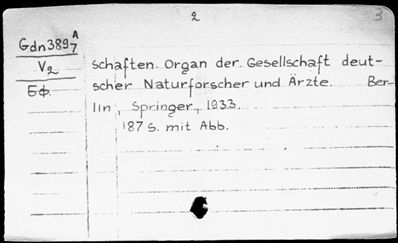 2
3
Gdn389 A/7
V2
БФ.
schaften. Organ der Gesellschaft deut-
scher Naturforscher und Ärzte. Ber-
lin, Springer, 1933.
187 S. mit Abb.